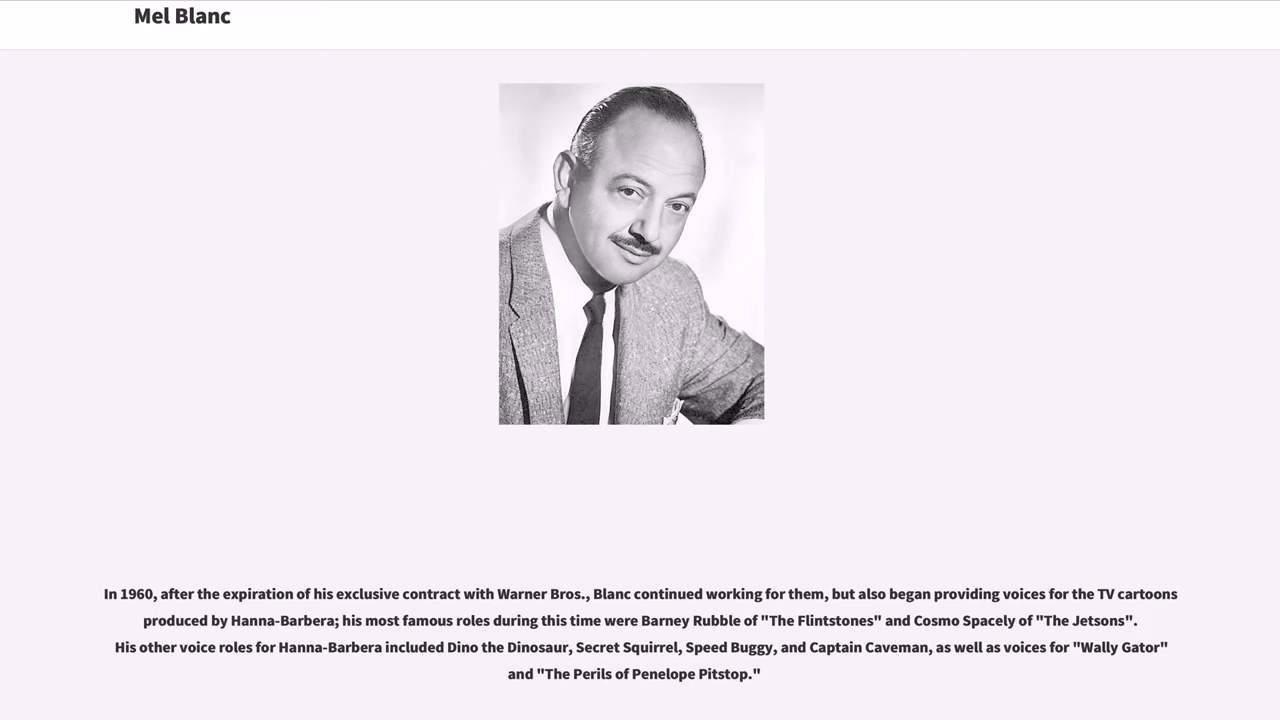 Mel Blanc
In 1960, after the expiration of his exclusive contract with Warner Bros., Blanc continued working for them, but also began providing voices for the TV cartoons
produced by Hanna-Barbera; his most famous roles during this time were Barney Rubble of "The Flintstones" and Cosmo Spacely of "The Jetsons".
His other voice roles for Hanna-Barbera included Dino the Dinosaur, Secret Squirrel, Speed Buggy, and Captain Caveman, as well as voices for "Wally Gator"
and "The Perils of Penelope Pitstop."